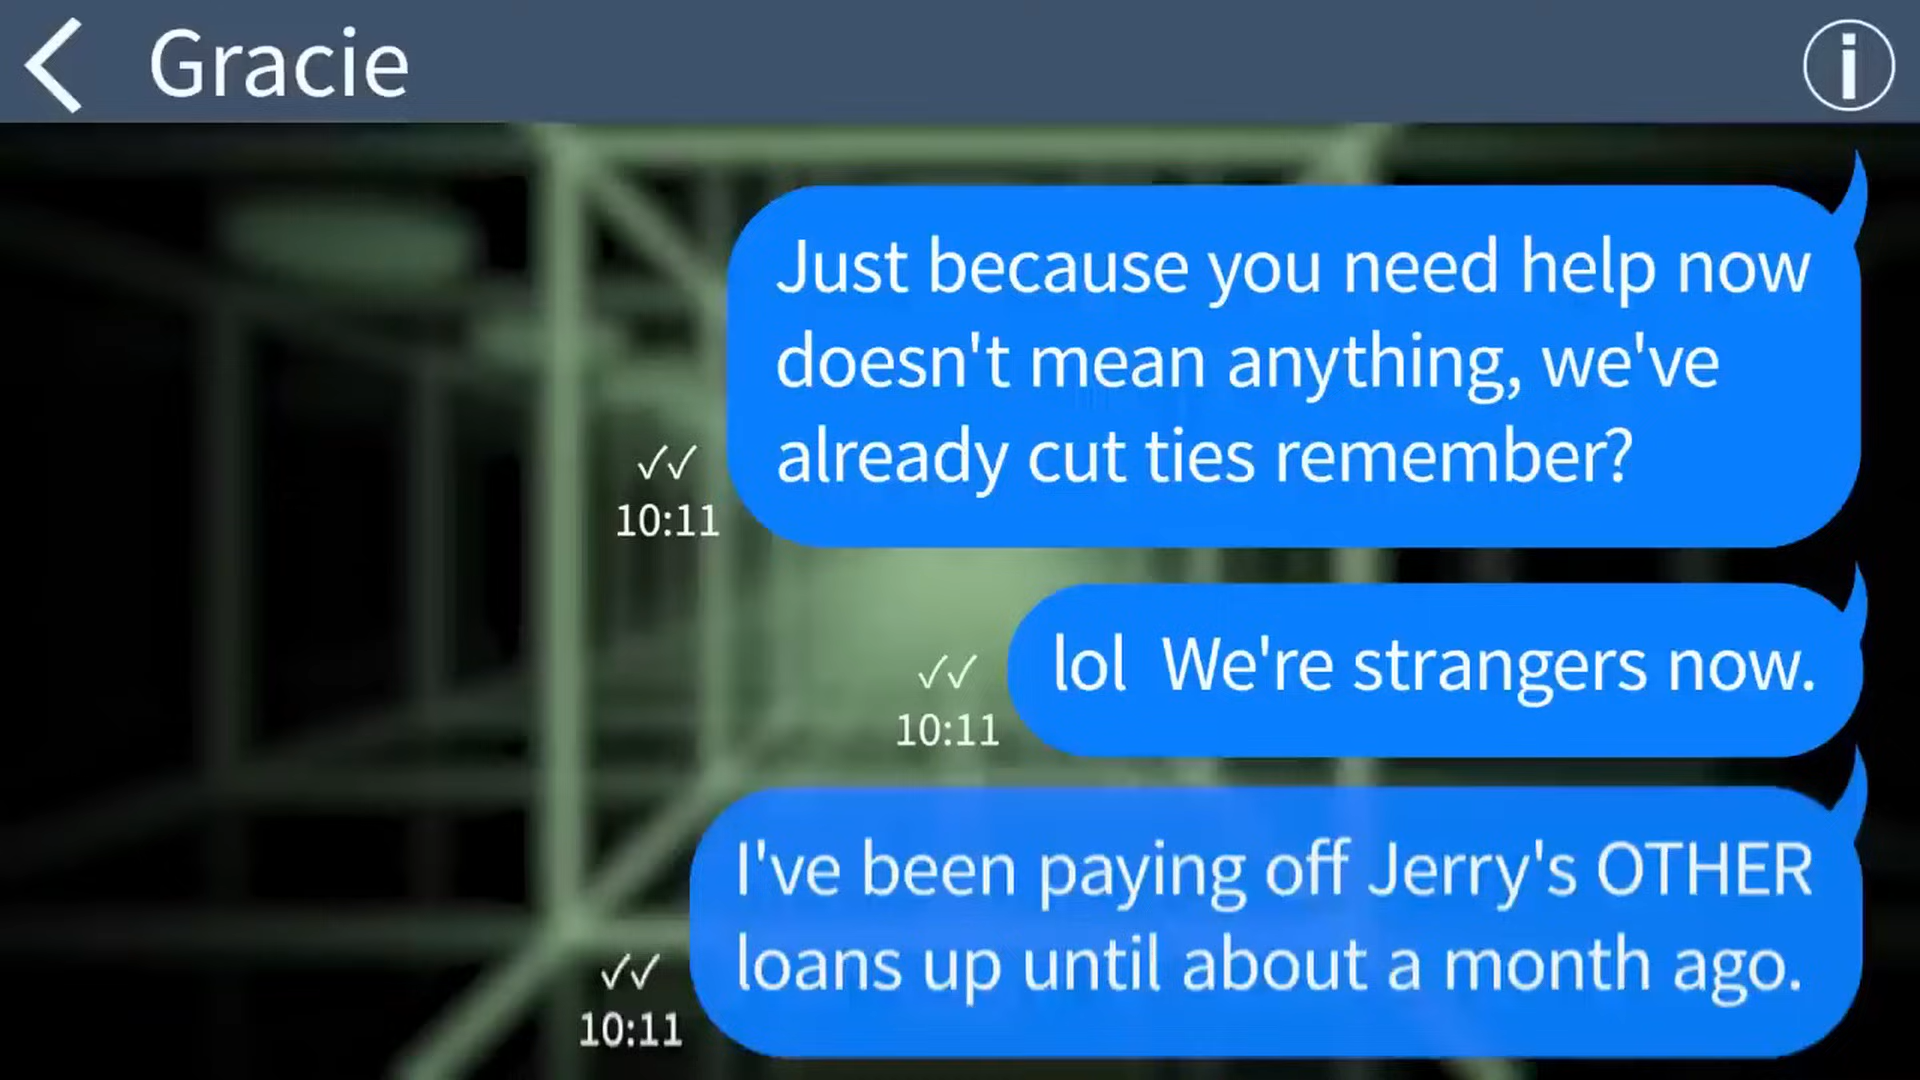 Gracie
Just because you need help now
doesn't mean anything, we've
already cut ties remember?
✓✓
10:11
lol  We're strangers now.
✓✓
10:11
I've been paying off Jerry's OTHER
loans up until about a month ago.
✓✓
10:11